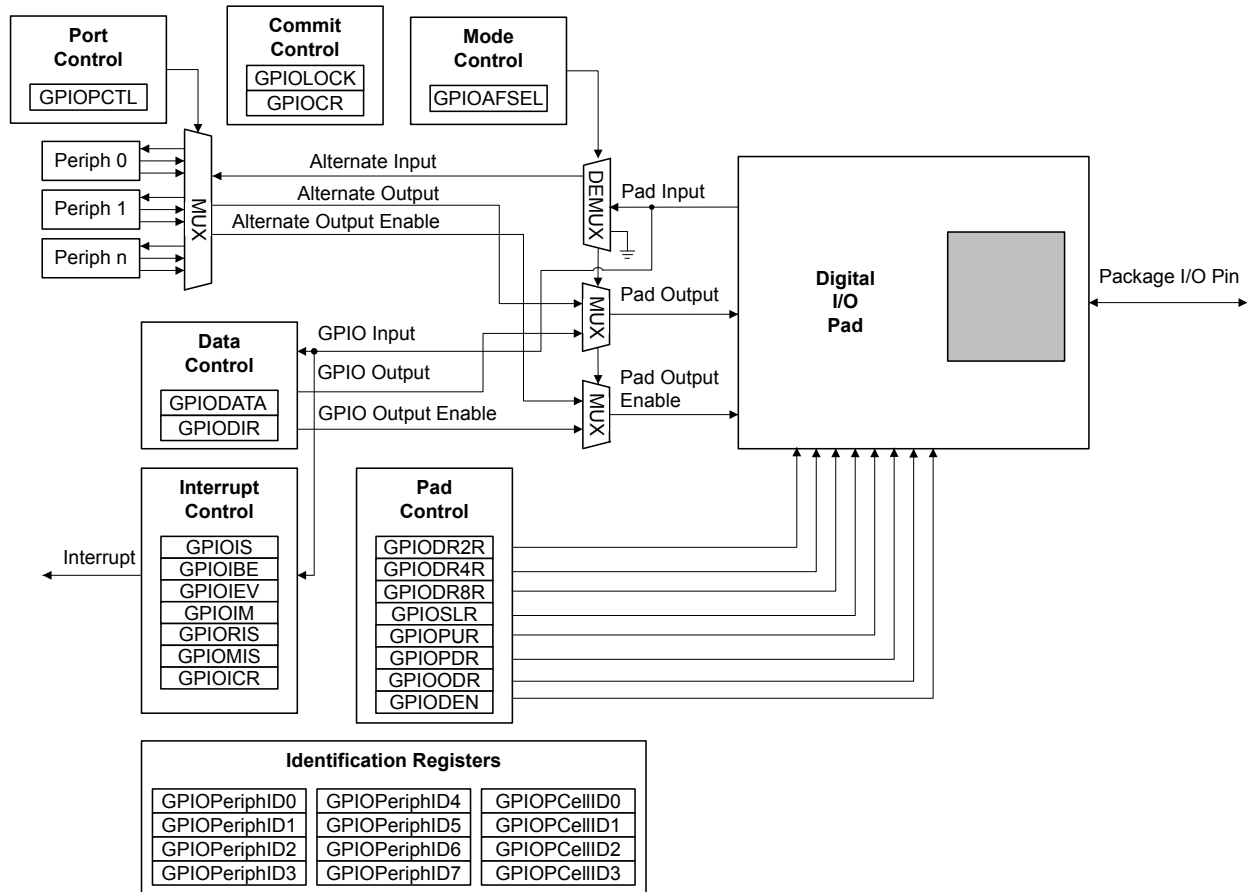 Port
Control
GPIOPCTL
Commit
Control
GPIOLOCK
GPIOCR
Mode
Control
GPIOAFSEL
Periph 0
Periph 1
Periph n
MUX
Alternate Input
Alternate Output
Alternate Output Enable
DEMUX
Pad Input
MUX
Pad Output
MUX
Pad Output
Enable
Digital
I/O
Pad
Package I/O Pin
Data
Control
GPIODATA
GPIODIR
GPIO Input
GPIO Output
GPIO Output Enable
Interrupt
Control
GPIOIS
GPIOIBE
GPIOIEV
GPIOIM
GPIORIS
GPIOMIS
GPIOICR
Interrupt
Pad
Control
GPIODR2R
GPIODR4R
GPIODR8R
GPIOSLR
GPIOPUR
GPIOPDR
GPIOODR
GPIODEN
Identification Registers
GPIOPeriphID0
GPIOPeriphID1
GPIOPeriphID2
GPIOPeriphID3
GPIOPeriphID4
GPIOPeriphID5
GPIOPeriphID6
GPIOPeriphID7
GPIOPCellID0
GPIOPCellID1
GPIOPCellID2
GPIOPCellID3